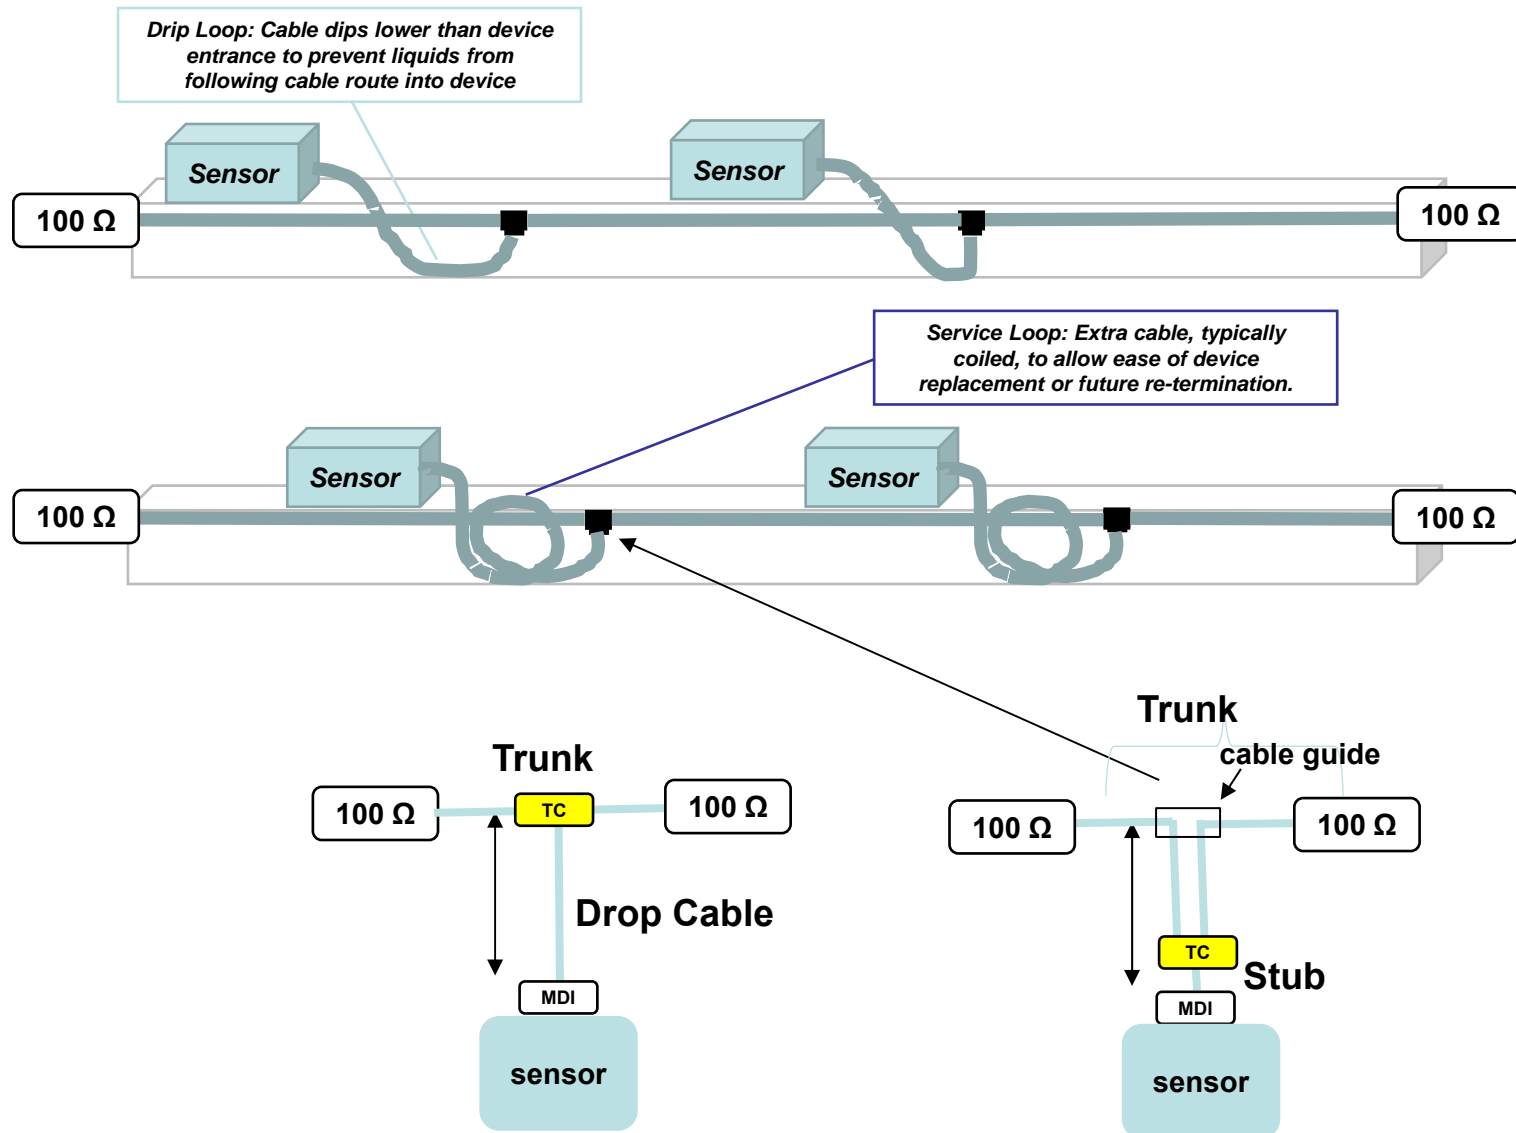 Drip Loop: Cable dips lower than device
entrance to prevent liquids from
following cable route into device
Sensor
Sensor
100 Ω
100 Ω
Service Loop: Extra cable, typically
coiled, to allow ease of device
replacement or future re-termination.
Sensor
Sensor
100 Ω
100 Ω
Trunk
100 Ω
TC
100 Ω
Drop Cable
MDI
sensor
Trunk
cable guide
100 Ω
100 Ω
TC
Stub
MDI
sensor